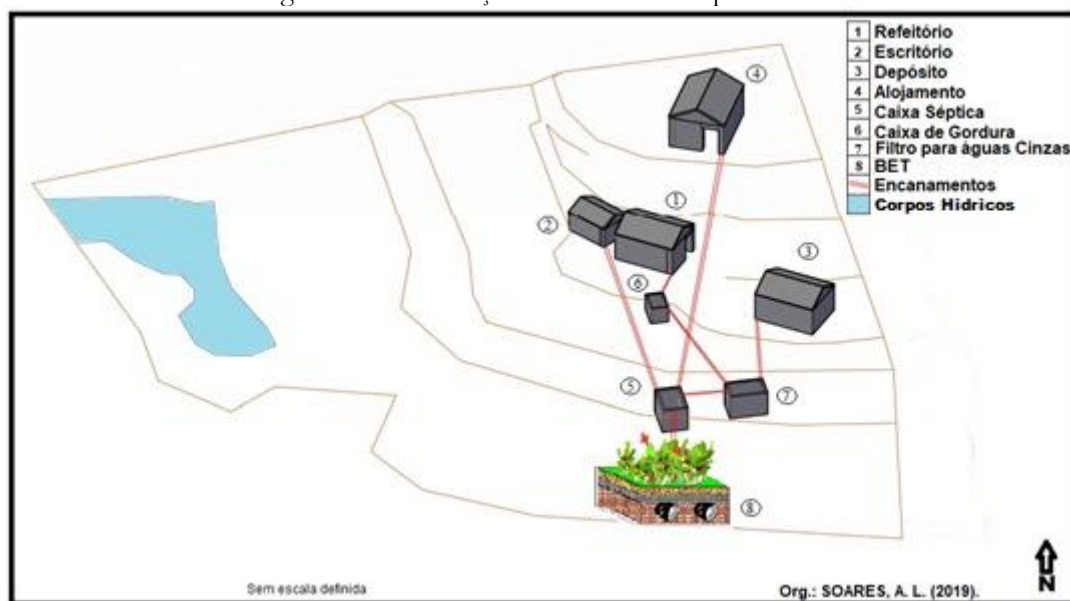 1 Refeitório
2 Escritório
3 Depósito
4 Alojamento
5 Caixa Séptica
6 Caixa de Gordura
7 Filtro para águas Cinzas
8 BET
Encanamentos
Corpos Hídricos
4
1
2
3
6
5
7
8
N
Sem escala definida
Org.: SOARES, A. L. (2019).